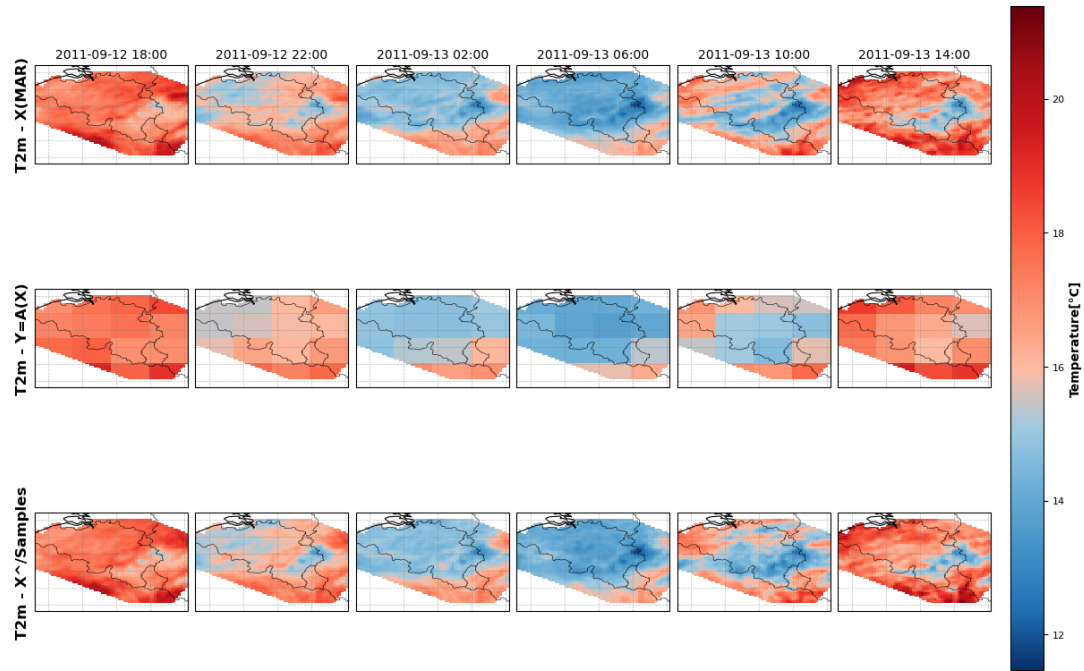 2011-09-12 18:00 2011-09-12 22:00 2011-09-13 02:00 2011-09-13 06:00 2011-09-13 10:00 2011-09-13 14:00
T2m - X(MAR)
T2m - Y=A(X)
T2m - X^/Samples
20
18
16
14
12
Temperature[°C]